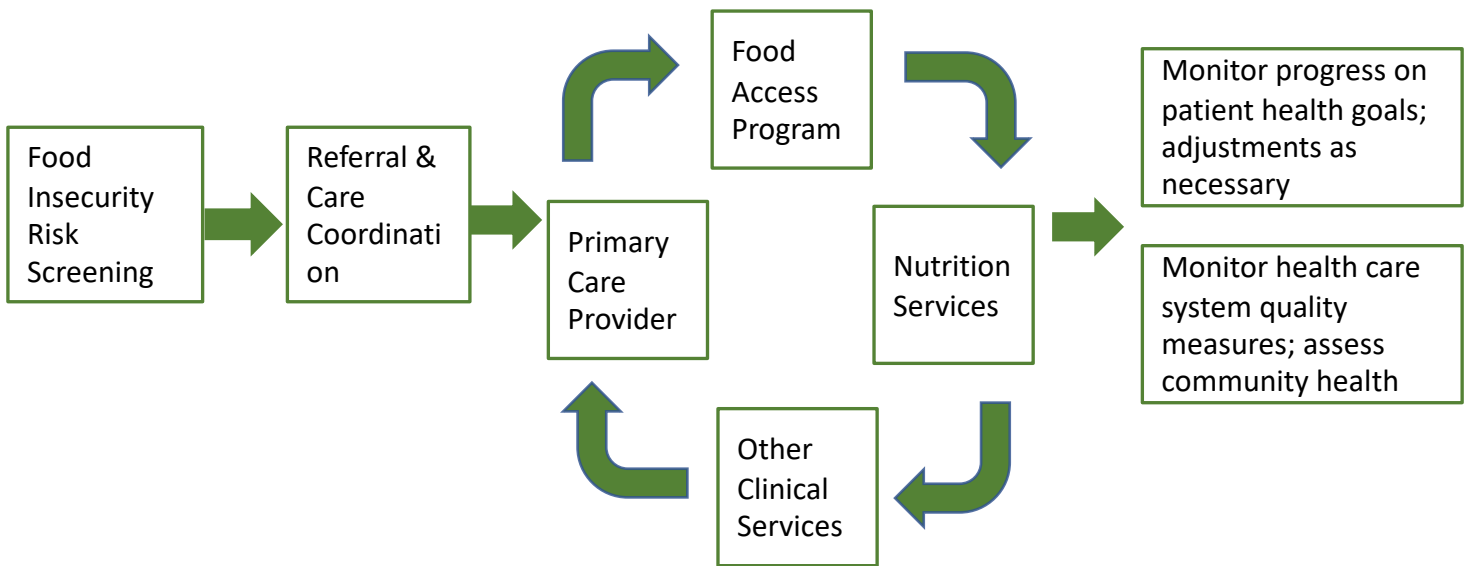 Food
Insecurity
Risk
Screening
Referral &
Care
Coordinati
on
Primary
Care
Provider
Food
Access
Program
Nutrition
Services
Other
Clinical
Services
Monitor progress on
patient health goals;
adjustments as
necessary
Monitor health care
system quality
measures; assess
community health